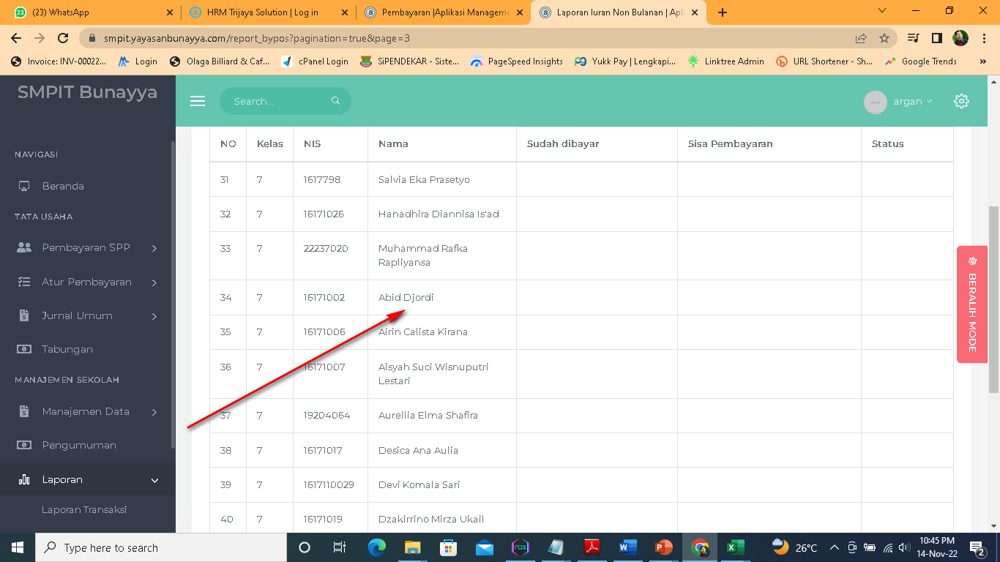 (23) WhatsApp
HRM Trijaya Solution | Log in
Pembayaran |Aplikasi Manageme
Laporan Iuran Non Bulanan | Apli
smpit.yayasanbunayya.com/report_bypos?pagination=true&page=3
Invoice: INV-00022...
Login
Olaga Billiard & Caf...
cPanel Login
SiPENDEKAR - Siste...
PageSpeed Insights
Yukk Pay | Lengkapi...
Linktree Admin
URL Shortener - Sh...
Google Trends
SMPIT Bunayya
Search...
argan
NAVIGASI
Beranda
TATA USAHA
Pembayaran SPP
Atur Pembayaran
Jurnal Umum
Tabungan
MANAJEMEN SEKOLAH
Manajemen Data
Pengumuman
Laporan
Laporan Transaksi
NO Kelas NIS Nama Sudah dibayar Sisa Pembayaran Status
31 7 1617798 Salvia Eka Prasetyo
32 7 16171026 Hanadhira Diannisa Is'ad
33 7 22237020 Muhammad Rafka
Rapliyansa
34 7 16171002 Abid Djordi
35 7 16171006 Airin Calista Kirana
36 7 16171007 Aisyah Suci Wisnuputri
Lestari
37 7 19204064 Aurellia Elma Shafira
38 7 16171017 Desica Ana Aulia
39 7 1617110029 Devi Komala Sari
40 7 16171019 Dzakirrino Mirza Ukail
BERALIH MODE
Type here to search
26°C
10:45 PM
14-Nov-22
2